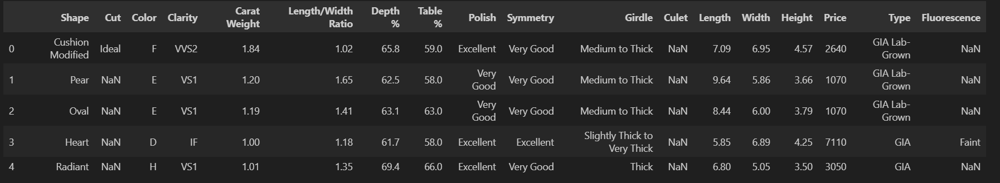 Shape Cut Color Clarity Carat Weight Length/Width Ratio Depth % Table % Polish Symmetry Girdle Culet Length Width Height Price Type Fluorescence
0 Cushion Modified Ideal F VVS2 1.84 1.02 65.8 59.0 Excellent Very Good Medium to Thick NaN 7.09 6.95 4.57 2640 GIA Lab-Grown NaN
1 Pear NaN E VS1 1.20 1.65 62.5 58.0 Very Good Very Good Medium to Thick NaN 9.64 5.86 3.66 1070 GIA Lab-Grown NaN
2 Oval NaN E VS1 1.19 1.41 63.1 63.0 Very Good Very Good Medium to Thick NaN 8.44 6.00 3.79 1070 GIA Lab-Grown NaN
3 Heart NaN D IF 1.00 1.18 61.7 58.0 Excellent Excellent Slightly Thick to Very Thick NaN 5.85 6.89 4.25 7110 GIA Faint
4 Radiant NaN H VS1 1.01 1.35 69.4 66.0 Excellent Very Good Thick NaN 6.80 5.05 3.50 3050 GIA NaN